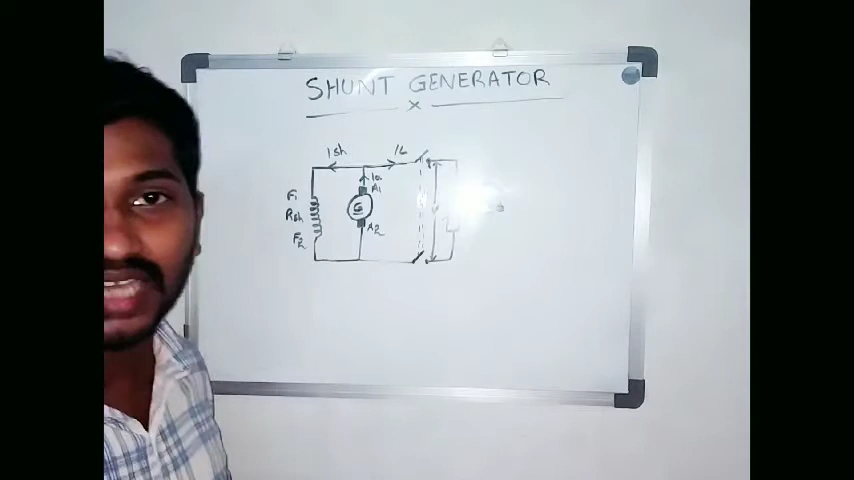 SHUNT GENERATOR
x
Ish
IL
Ia
A1
F1
G
Rsh
A2
F2